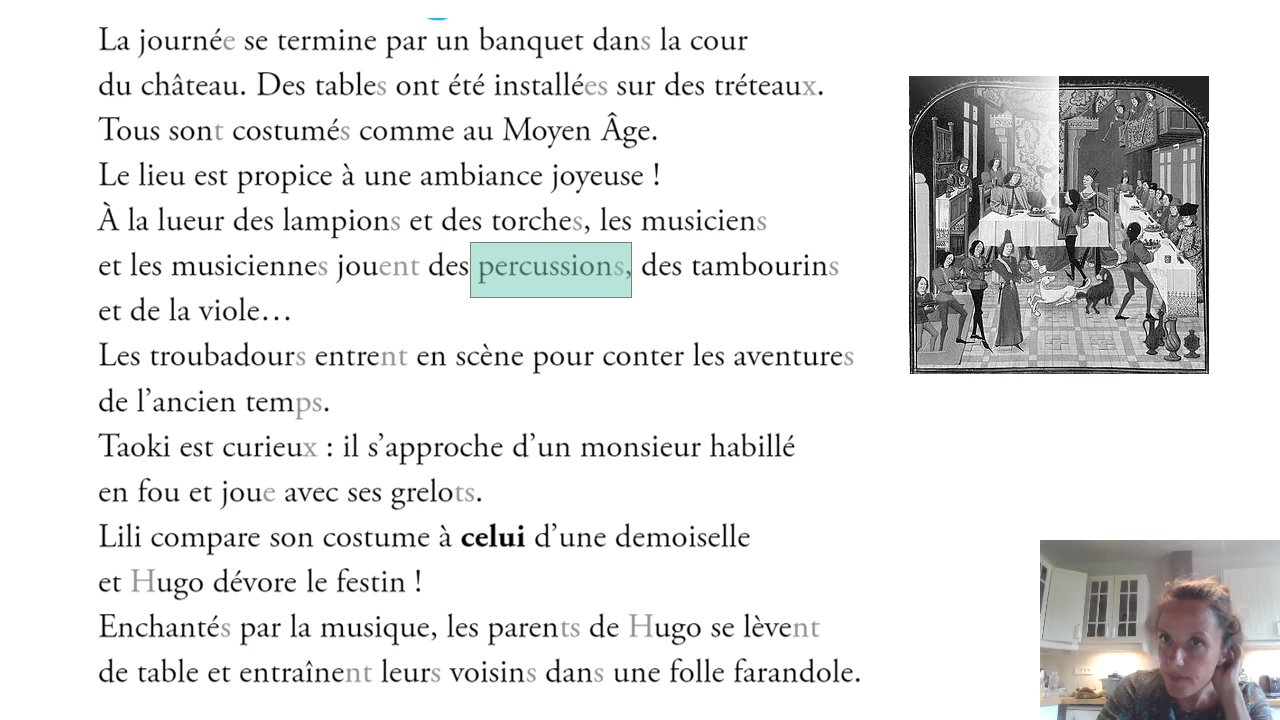 La journée se termine par un banquet dans la cour
du château. Des tables ont été installées sur des tréteaux.
Tous sont costumés comme au Moyen Âge.
Le lieu est propice à une ambiance joyeuse !
À la lueur des lampions et des torches, les musiciens
et les musiciennes jouent des percussions, des tambourins
et de la viole…
Les troubadours entrent en scène pour conter les aventures
de l’ancien temps.
Taoki est curieux : il s’approche d’un monsieur habillé
en fou et joue avec ses grelots.
Lili compare son costume à celui d’une demoiselle
et Hugo dévore le festin !
Enchantés par la musique, les parents de Hugo se lèvent
de table et entraînent leurs voisins dans une folle farandole.